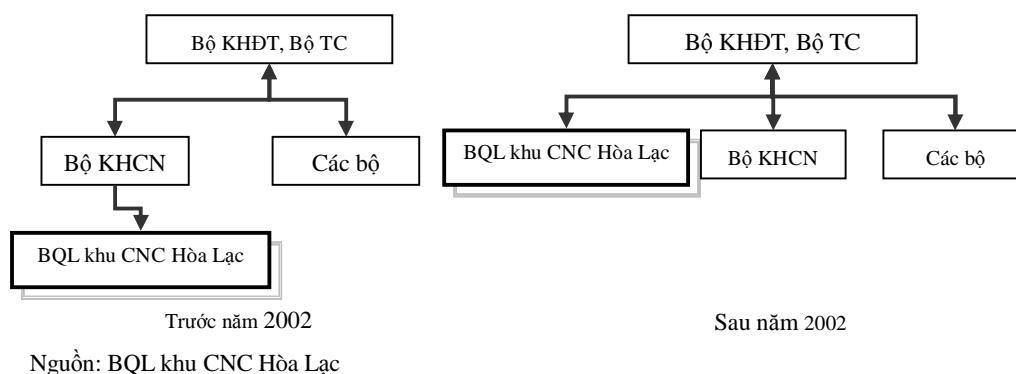 Bộ KHĐT, Bộ TC
Bộ KHCN
Các bộ
BQL khu CNC Hòa Lạc
Trước năm 2002
Bộ KHĐT, Bộ TC
BQL khu CNC Hòa Lạc
Bộ KHCN
Các bộ
Sau năm 2002
Nguồn: BQL khu CNC Hòa Lạc